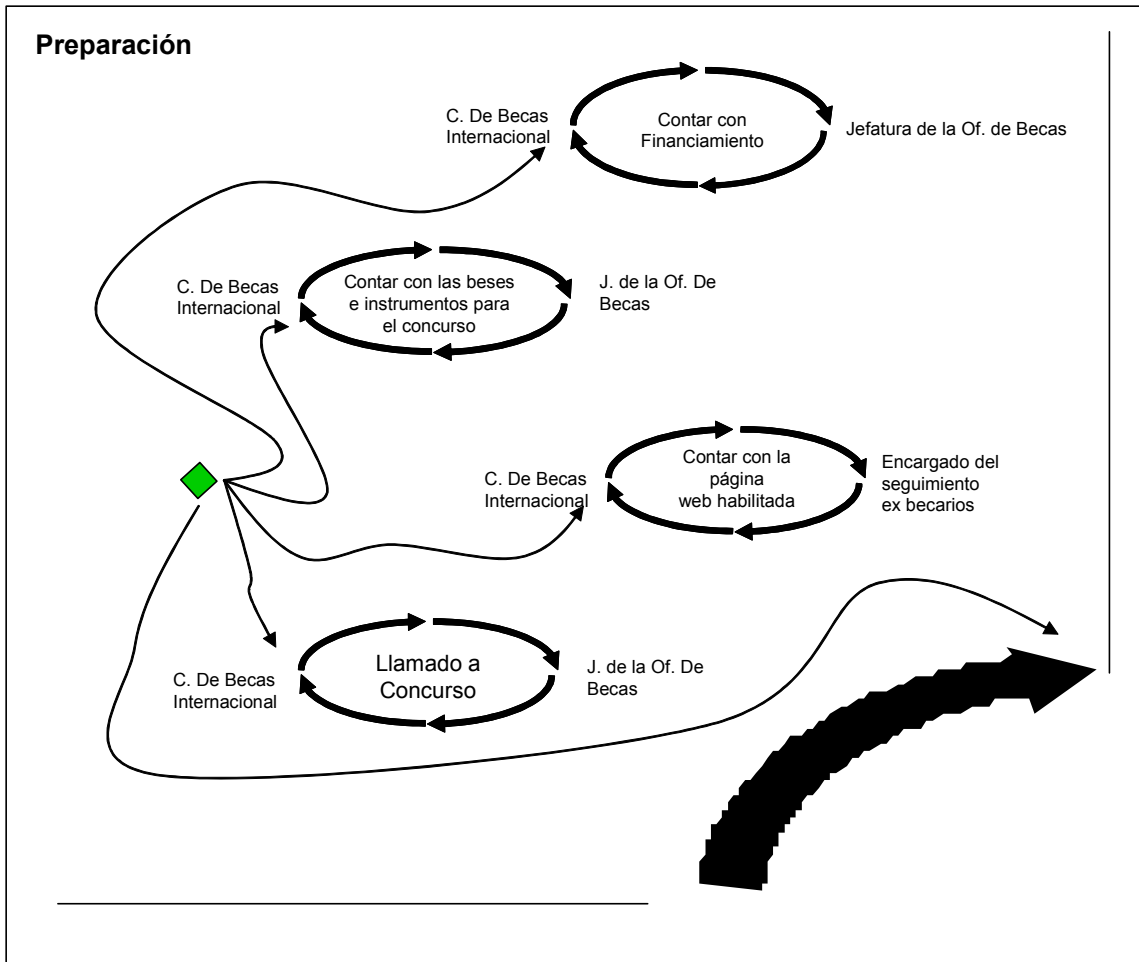 Preparación
C. De Becas
Internacional
Contar con
Financiamiento
Jefatura de la Of. de Becas
C. De Becas
Internacional
Contar con las beses
e instrumentos para
el concurso
J. de la Of. De
Becas
C. De Becas
Internacional
Contar con la
página
web habilitada
Encargado del
seguimiento
ex becarios
C. De Becas
Internacional
Llamado a
Concurso
J. de la Of. De
Becas